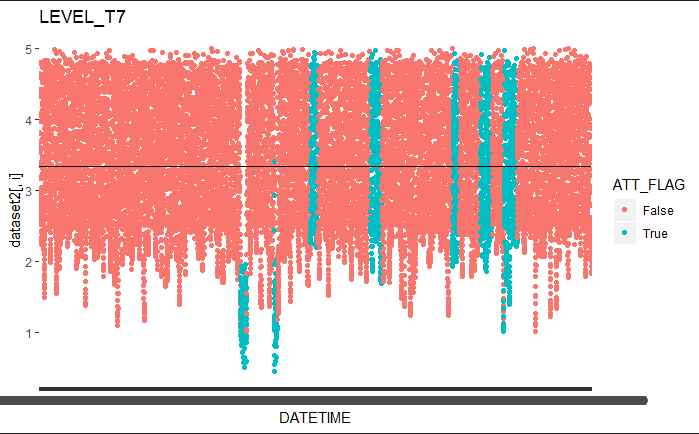 LEVEL_T7
5
4
3
2
1
dataset2[, i]
DATETIME
ATT_FLAG
False
True